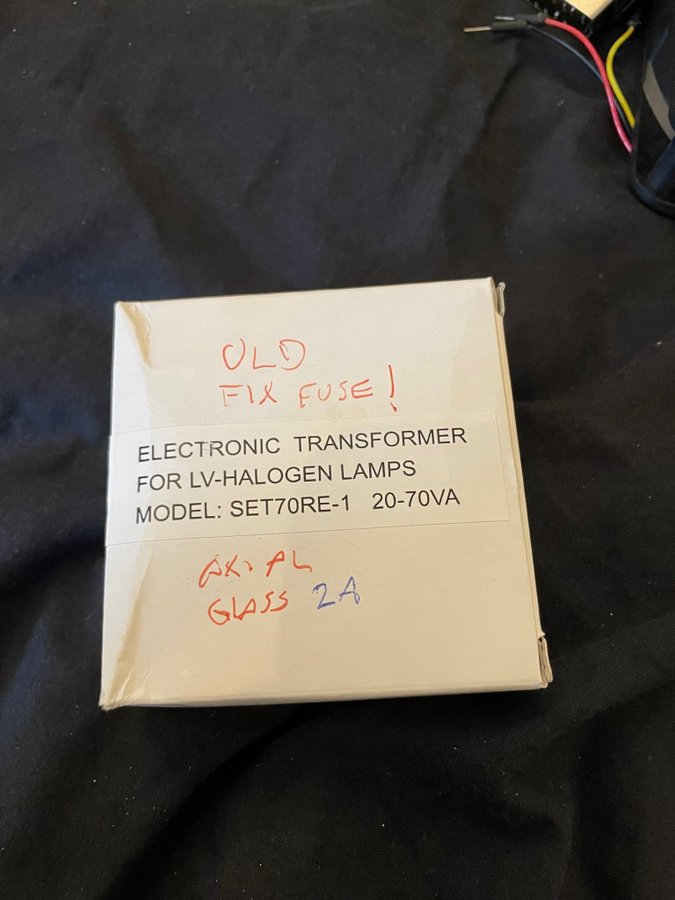 OLD
FIX FUSE!
ELECTRONIC TRANSFORMER
FOR LV-HALOGEN LAMPS
MODEL: SET70RE-1 20-70VA
AXIAL
GLASS 2A